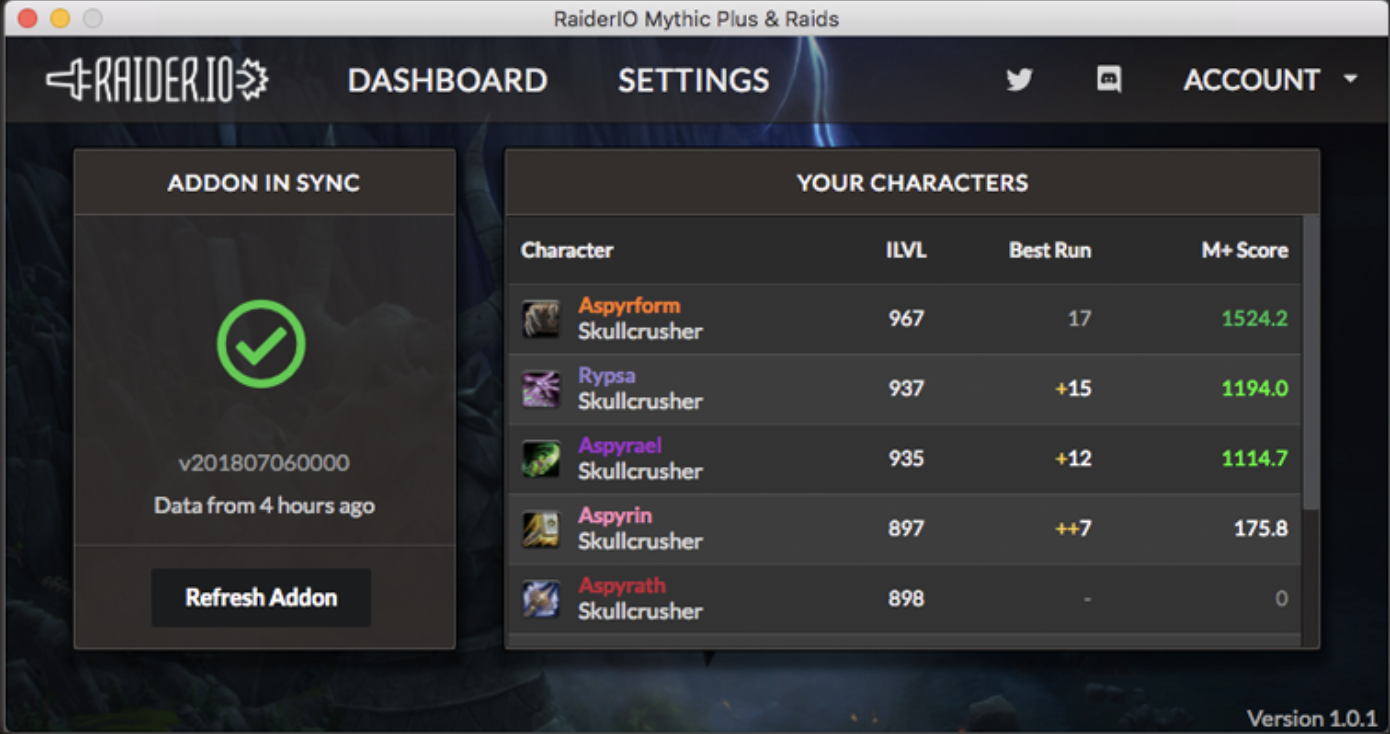 RaiderIO Mythic Plus & Raids
RAIDER.IO DASHBOARD SETTINGS ACCOUNT
ADDON IN SYNC
v201807060000
Data from 4 hours ago
Refresh Addon
YOUR CHARACTERS
Character ILVL Best Run M+ Score
Aspyrform
Skullcrusher 967 17 1524.2
Rypsa
Skullcrusher 937 +15 1194.0
Aspyrael
Skullcrusher 935 +12 1114.7
Aspyrin
Skullcrusher 897 ++7 175.8
Aspyrath
Skullcrusher 898 - 0
Version 1.0.1